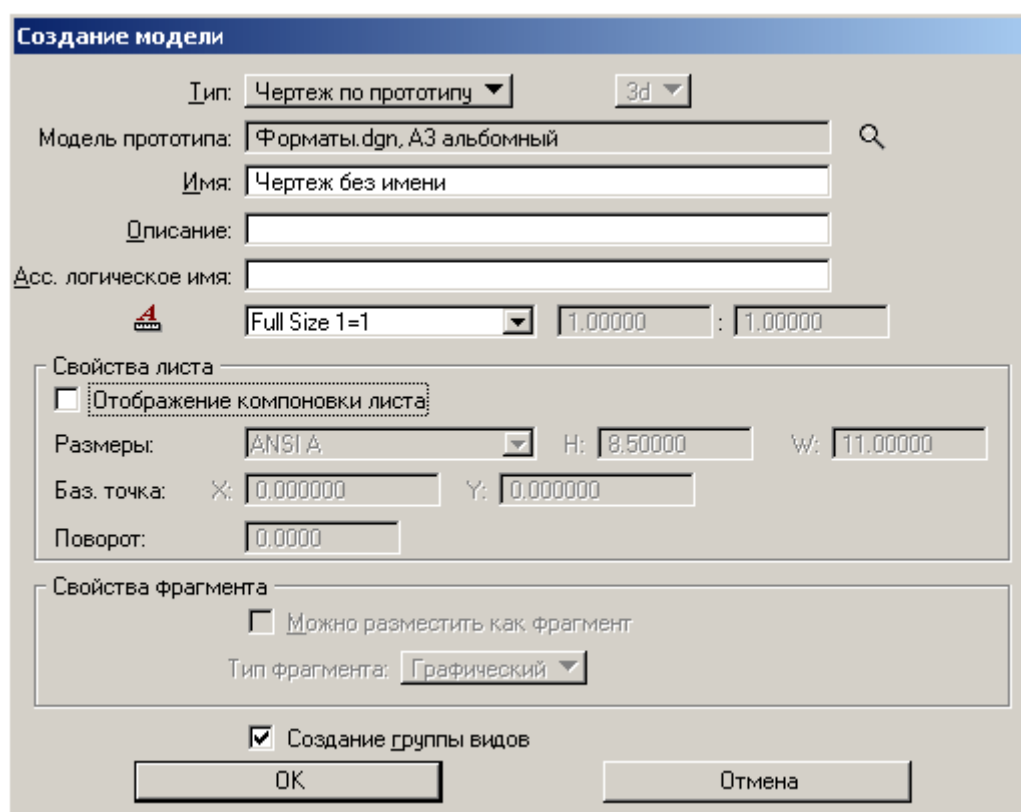 Создание модели
Тип: Чертеж по прототипу 3d
Модель прототипа: Форматы.dgn, А3 альбомный
Имя: Чертеж без имени
Описание:
Асс. логическое имя:
A Full Size 1=1 1.00000 : 1.00000
Свойства листа
Отображение компоновки листа
Размеры: ANSI A H: 8.50000 W: 11.00000
Баз. точка: X: 0.000000 Y: 0.000000
Поворот: 0.0000
Свойства фрагмента
Можно разместить как фрагмент
Тип фрагмента: Графический
Создание группы видов
OK Отмена